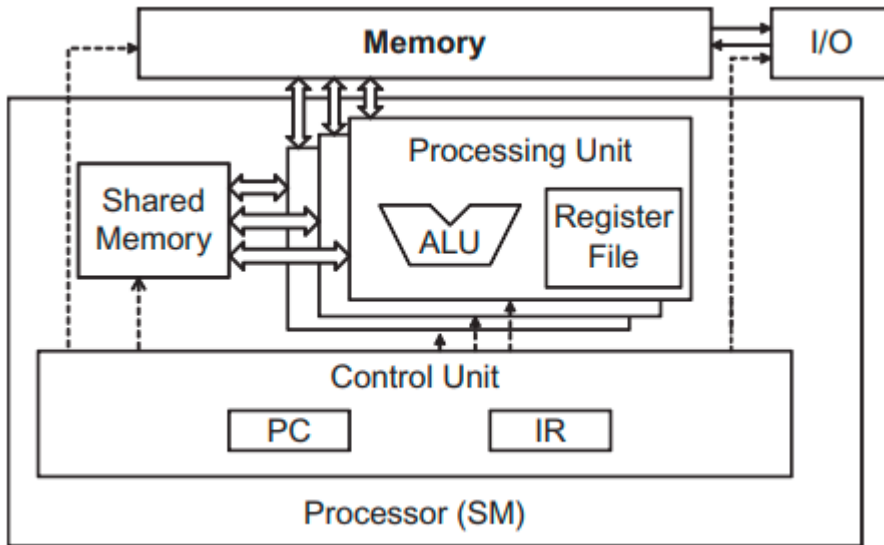 Memory
I/O
Processing Unit
Shared
Memory
ALU
Register
File
Control Unit
PC
IR
Processor (SM)